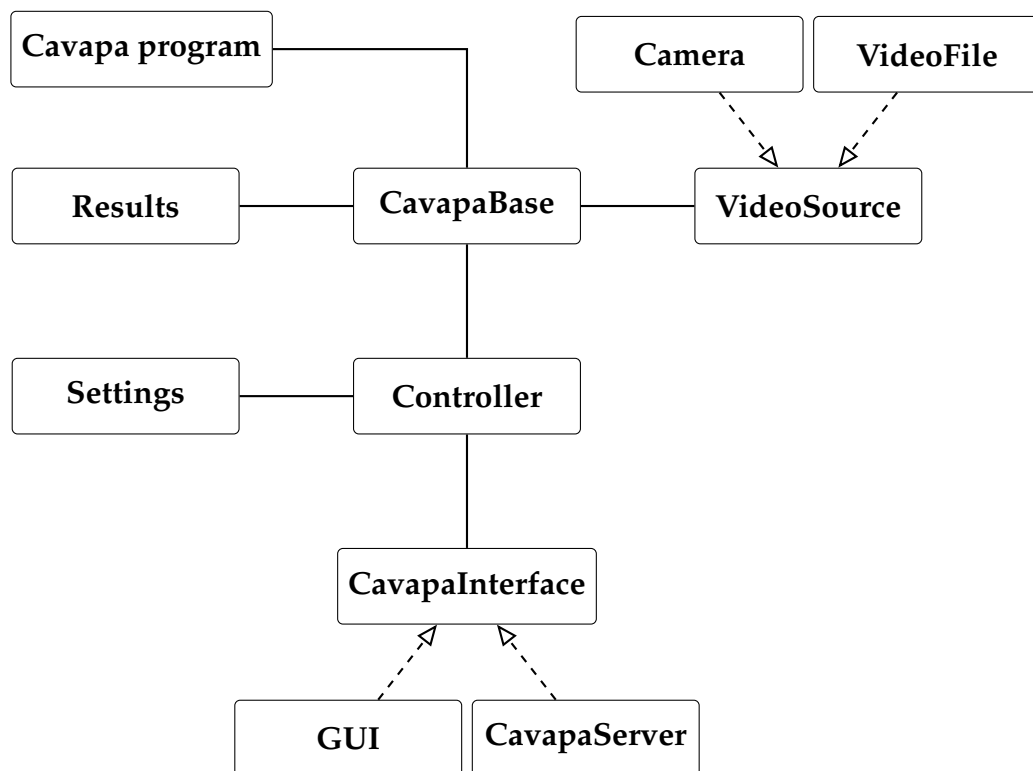 Cavapa program
Camera
VideoFile
Results
CavapaBase
VideoSource
Settings
Controller
CavapaInterface
GUI
CavapaServer